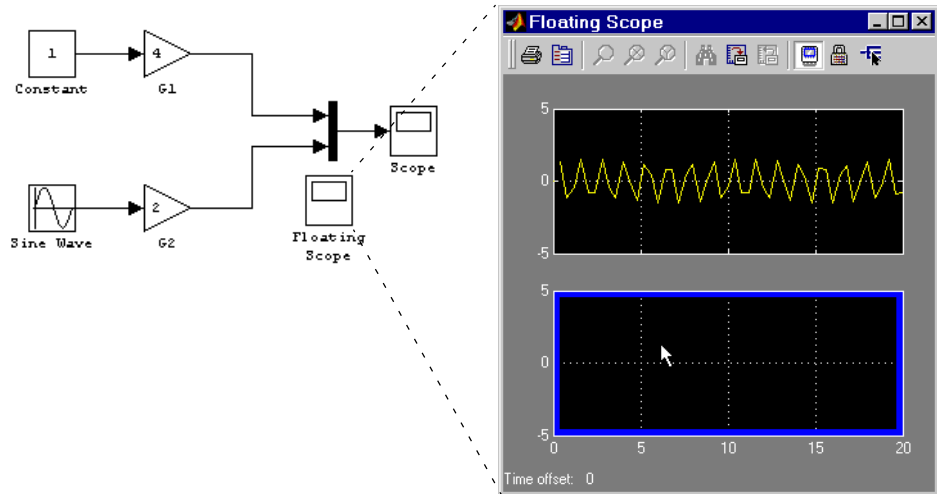 1
Constant
4
G1
Scope
Sine Wave
2
G2
Floating
Scope
Floating Scope
5
0
-5
5
0
-5
0
5
10
15
20
Time offset: 0